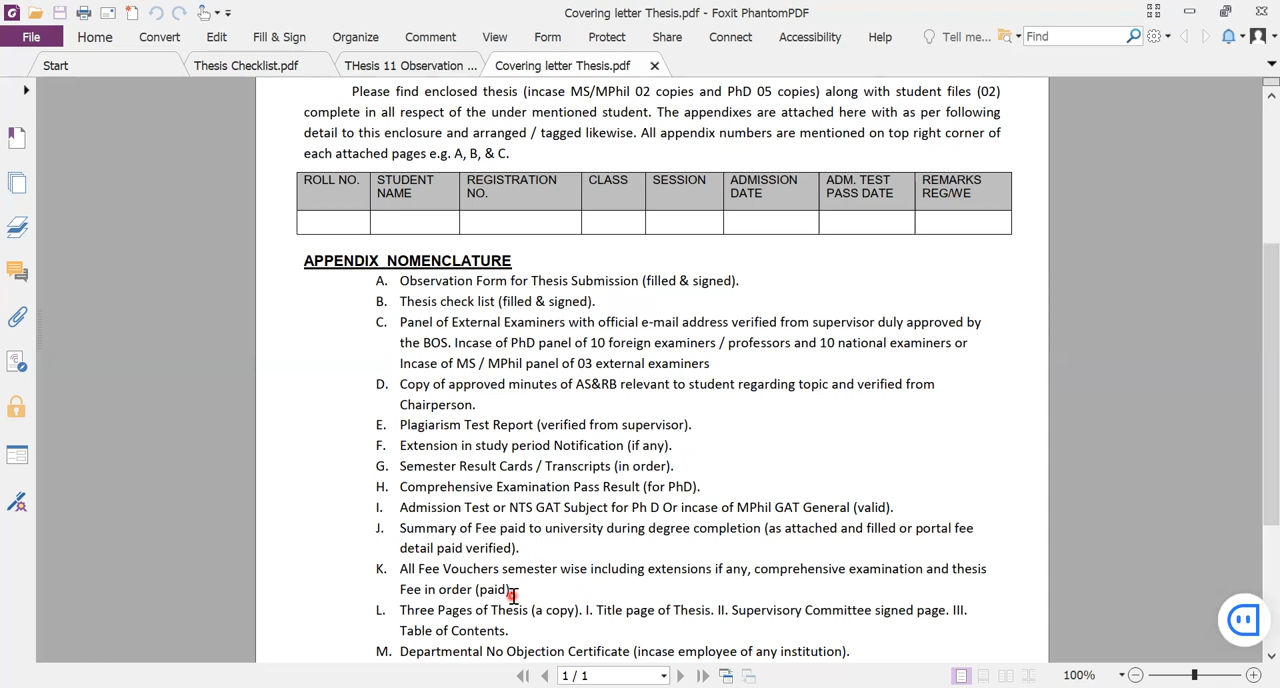 Covering letter Thesis.pdf - Foxit PhantomPDF
File Home Convert Edit Fill & Sign Organize Comment View Form Protect Share Connect Accessibility Help Tell me... Find
Start Thesis Checklist.pdf THesis 11 Observation ... Covering letter Thesis.pdf
Please find enclosed thesis (incase MS/MPhil 02 copies and PhD 05 copies) along with student files (02)
complete in all respect of the under mentioned student. The appendixes are attached here with as per following
detail to this enclosure and arranged / tagged likewise. All appendix numbers are mentioned on top right corner of
each attached pages e.g. A, B, & C.
ROLL NO. STUDENT NAME REGISTRATION NO. CLASS SESSION ADMISSION DATE ADM. TEST PASS DATE REMARKS REG/WE
APPENDIX NOMENCLATURE
A. Observation Form for Thesis Submission (filled & signed).
B. Thesis check list (filled & signed).
C. Panel of External Examiners with official e-mail address verified from supervisor duly approved by
the BOS. Incase of PhD panel of 10 foreign examiners / professors and 10 national examiners or
Incase of MS / MPhil panel of 03 external examiners
D. Copy of approved minutes of AS&RB relevant to student regarding topic and verified from
Chairperson.
E. Plagiarism Test Report (verified from supervisor).
F. Extension in study period Notification (if any).
G. Semester Result Cards / Transcripts (in order).
H. Comprehensive Examination Pass Result (for PhD).
I. Admission Test or NTS GAT Subject for Ph D Or incase of MPhil GAT General (valid).
J. Summary of Fee paid to university during degree completion (as attached and filled or portal fee
detail paid verified).
K. All Fee Vouchers semester wise including extensions if any, comprehensive examination and thesis
Fee in order (paid).
L. Three Pages of Thesis (a copy). I. Title page of Thesis. II. Supervisory Committee signed page. III.
Table of Contents.
M. Departmental No Objection Certificate (incase employee of any institution).
1 / 1 100%